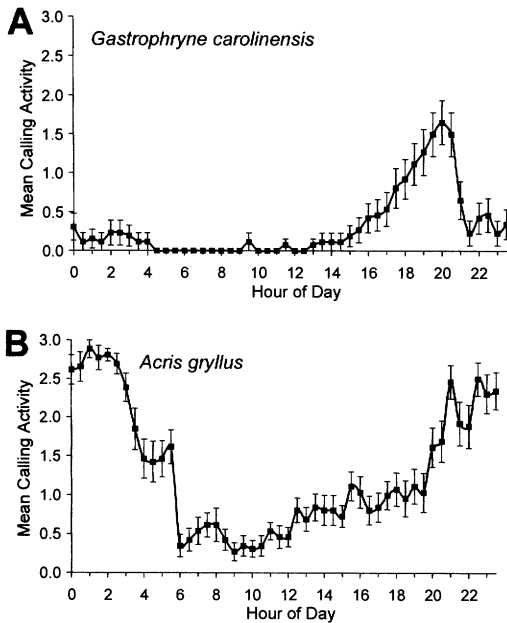 A
Gastrophryne carolinensis
Mean Calling Activity
3.0
2.5
2.0
1.5
1.0
0.5
0.0
0 2 4 6 8 10 12 14 16 18 20 22
Hour of Day
B
Acris gryllus
Mean Calling Activity
3.0
2.5
2.0
1.5
1.0
0.5
0.0
0 2 4 6 8 10 12 14 16 18 20 22
Hour of Day